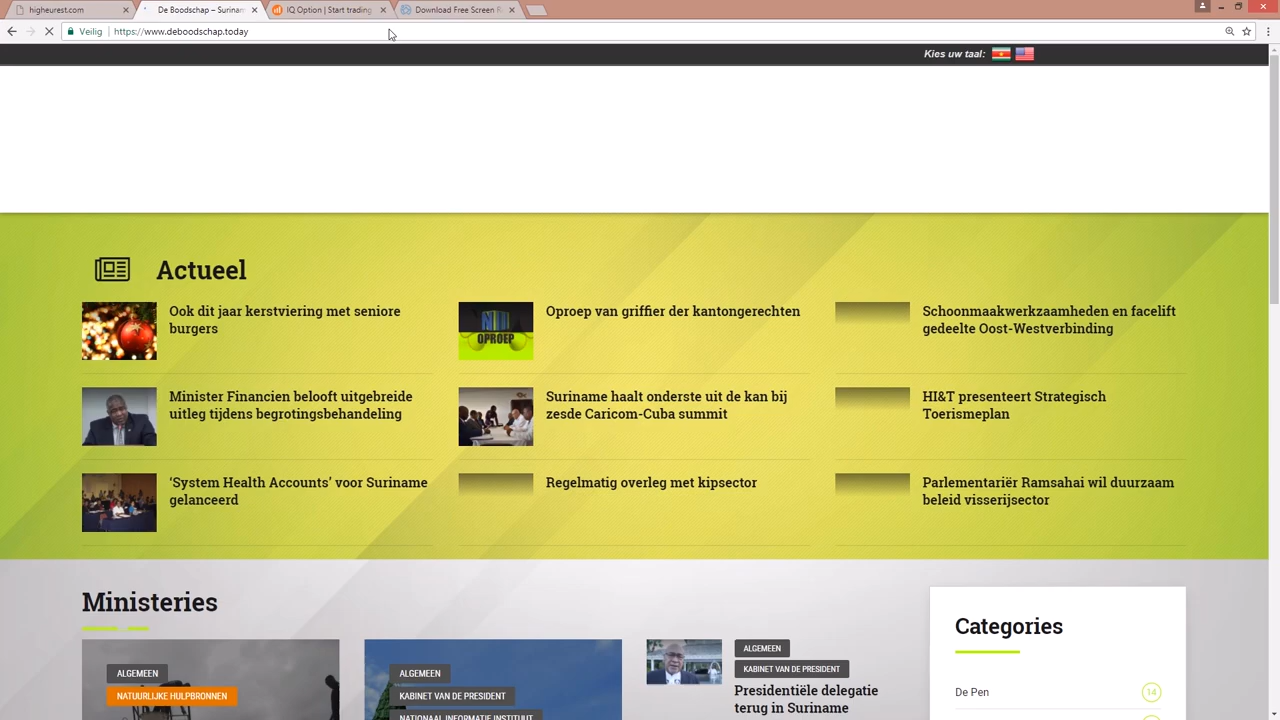 higheurest.com
De Boodschap – Surinam
IQ Option | Start trading
Download Free Screen R
Veilig
https://www.deboodschap.today
Kies uw taal:
Actueel
Ook dit jaar kerstviering met seniore
burgers
OPROEP
Oproep van griffier der kantongerechten
Schoonmaakwerkzaamheden en facelift
gedeelte Oost-Westverbinding
Minister Financien belooft uitgebreide
uitleg tijdens begrotingsbehandeling
Suriname haalt onderste uit de kan bij
zesde Caricom-Cuba summit
HI&T presenteert Strategisch
Toerismeplan
‘System Health Accounts’ voor Suriname
gelanceerd
Regelmatig overleg met kipsector
Parlementariër Ramsahai wil duurzaam
beleid visserijsector
Ministeries
ALGEMEEN
NATUURLIJKE HULPBRONNEN
ALGEMEEN
KABINET VAN DE PRESIDENT
NATIONAAL INFORMATIE INSTITUUT
ALGEMEEN
KABINET VAN DE PRESIDENT
Presidentiële delegatie
terug in Suriname
Categories
De Pen
14